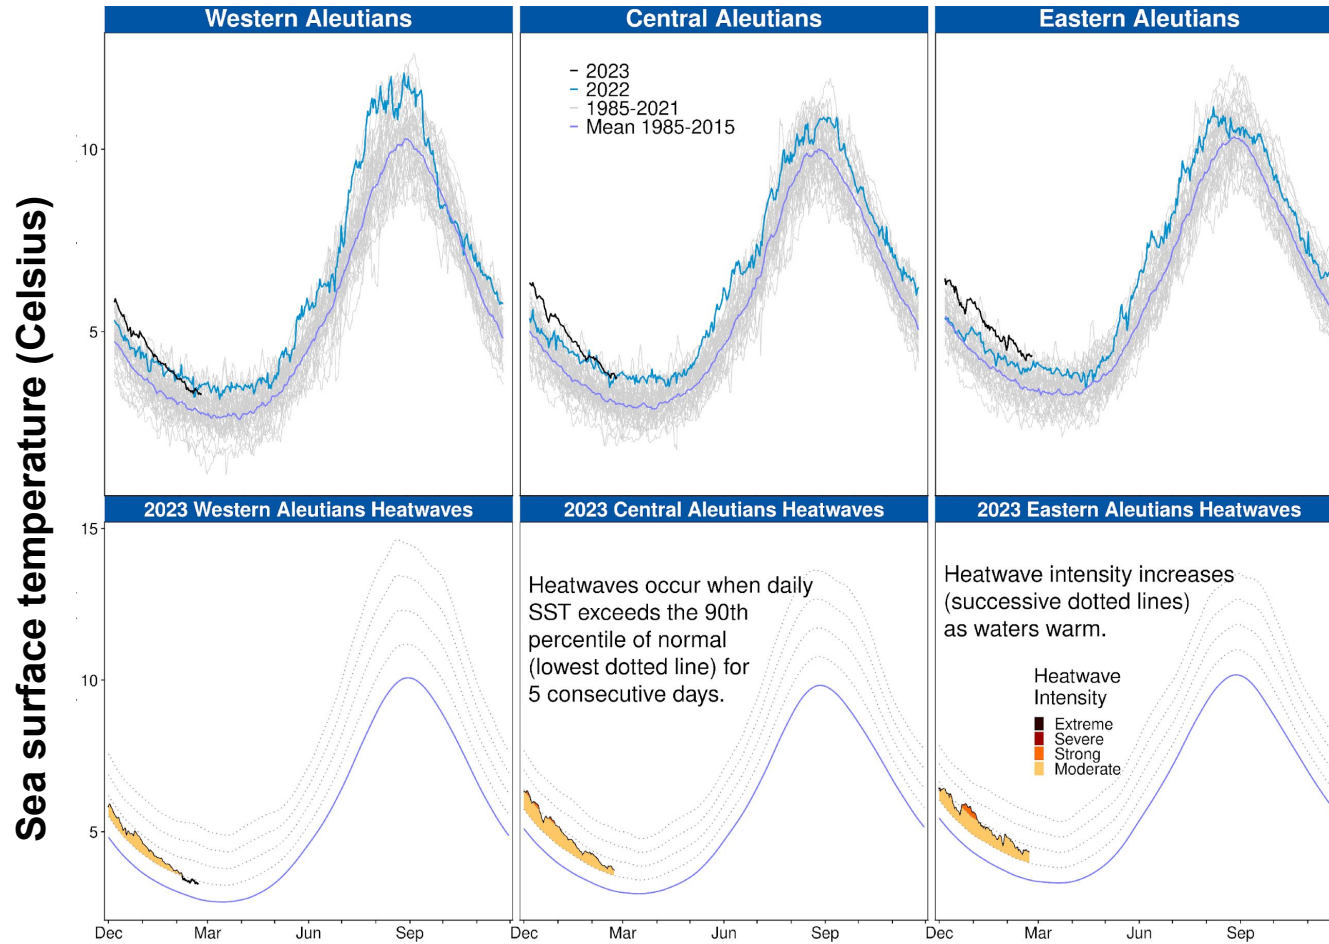 Western Aleutians
Central Aleutians
Eastern Aleutians
2023
2022
1985-2021
Mean 1985-2015
10
5
Sea surface temperature (Celsius)
2023 Western Aleutians Heatwaves
2023 Central Aleutians Heatwaves
2023 Eastern Aleutians Heatwaves
15
10
5
Heatwaves occur when daily
SST exceeds the 90th
percentile of normal
(lowest dotted line) for
5 consecutive days.
Heatwave intensity increases
(successive dotted lines)
as waters warm.
Heatwave
Intensity
Extreme
Severe
Strong
Moderate
Dec Mar Jun Sep
Dec Mar Jun Sep
Dec Mar Jun Sep